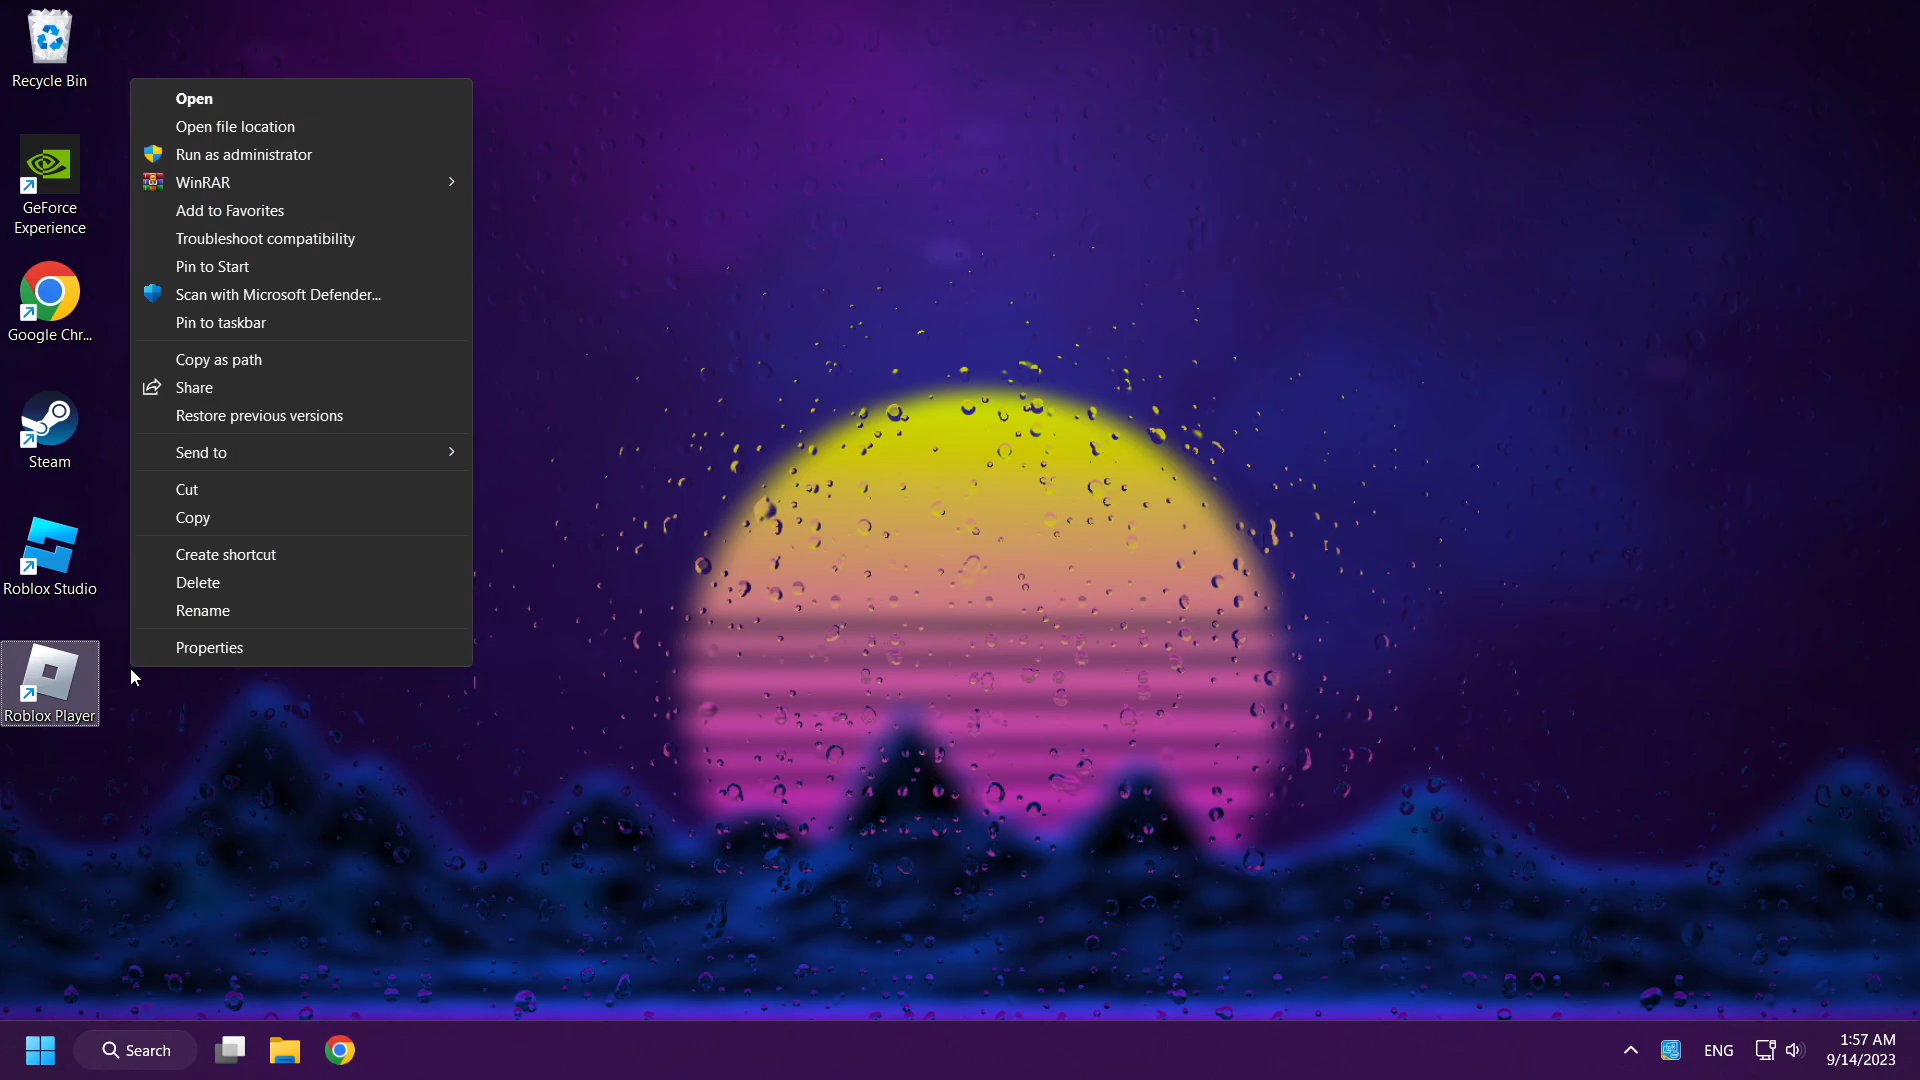 Recycle Bin
GeForce
Experience
Google Chr...
Steam
Roblox Studio
Roblox Player
Open
Open file location
Run as administrator
WinRAR
Add to Favorites
Troubleshoot compatibility
Pin to Start
Scan with Microsoft Defender...
Pin to taskbar
Copy as path
Share
Restore previous versions
Send to
Cut
Copy
Create shortcut
Delete
Rename
Properties
Search
ENG
1:57 AM
9/14/2023